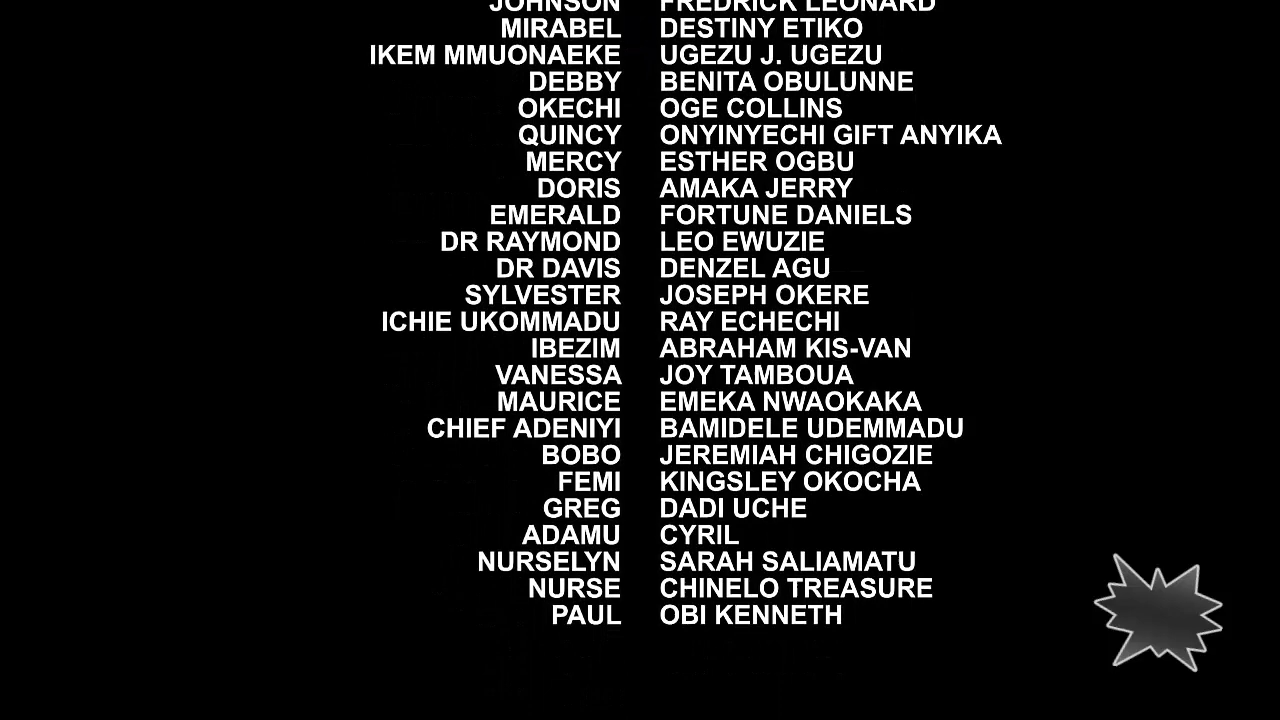 JOHNSON FREDRICK LEONARD
MIRABEL DESTINY ETIKO
IKEM MMUONAEKE UGEZU J. UGEZU
DEBBY BENITA OBULUNNE
OKECHI OGE COLLINS
QUINCY ONYINYECHI GIFT ANYIKA
MERCY ESTHER OGBU
DORIS AMAKA JERRY
EMERALD FORTUNE DANIELS
DR RAYMOND LEO EWUZIE
DR DAVIS DENZEL AGU
SYLVESTER JOSEPH OKERE
ICHIE UKOMMADU RAY ECHECHI
IBEZIM ABRAHAM KIS-VAN
VANESSA JOY TAMBOUA
MAURICE EMEKA NWAOKAKA
CHIEF ADENIYI BAMIDELE UDEMMADU
BOBO JEREMIAH CHIGOZIE
FEMI KINGSLEY OKOCHA
GREG DADI UCHE
ADAMU CYRIL
NURSELYN SARAH SALIAMATU
NURSE CHINELO TREASURE
PAUL OBI KENNETH